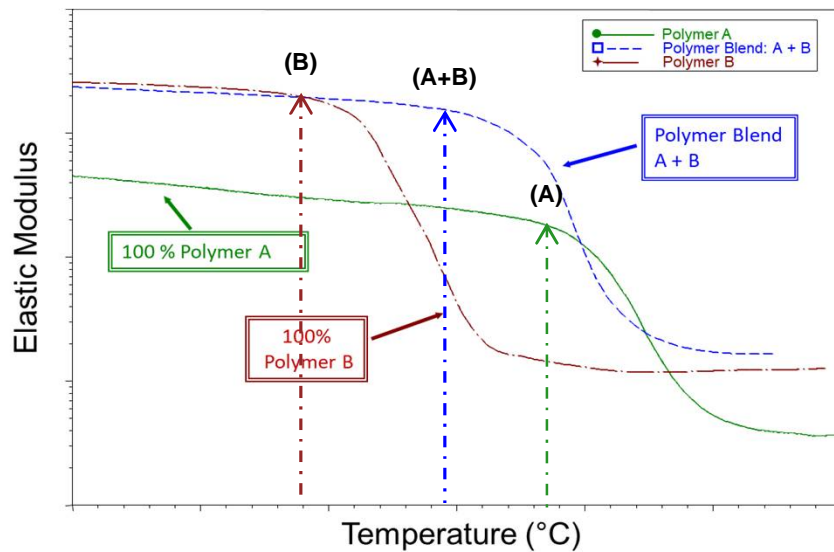 Polymer A
Polymer Blend: A + B
Polymer B
(B)
(A+B)
Polymer Blend
A + B
(A)
100 % Polymer A
100%
Polymer B
Elastic Modulus
Temperature (°C)